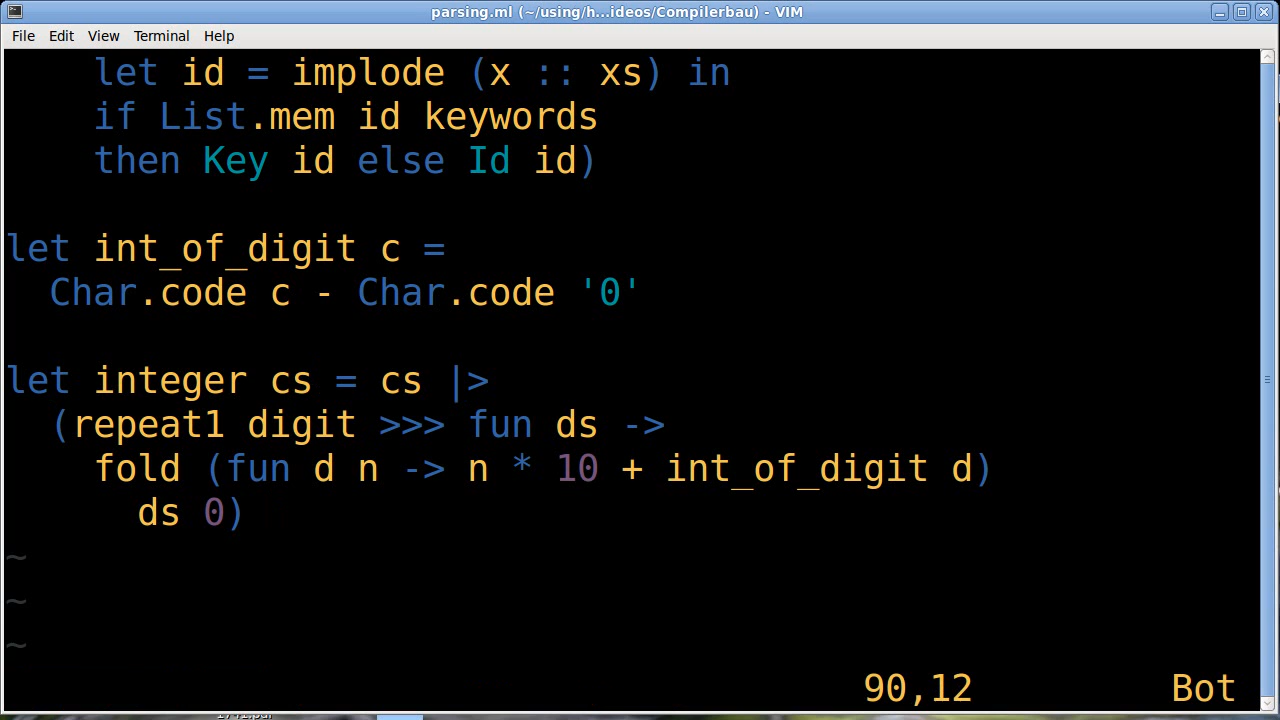 parsing.ml (~/using/h...ideos/Compilerbau) - VIM
File Edit View Terminal Help
let id = implode (x :: xs) in
if List.mem id keywords
then Key id else Id id)
let int_of_digit c =
Char.code c - Char.code '0'
let integer cs = cs |>
(repeat1 digit >>> fun ds ->
fold (fun d n -> n * 10 + int_of_digit d)
ds 0)
~
~
~
90,12 Bot